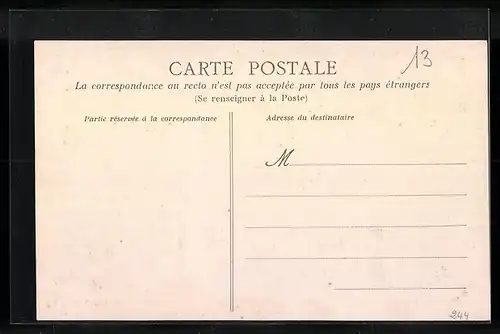 13
CARTE POSTALE
La correspondance au recto n'est pas acceptée par tous les pays étrangers
(Se renseigner à la Poste)
Partie réservée à la correspondance
Adresse du destinataire
M
244